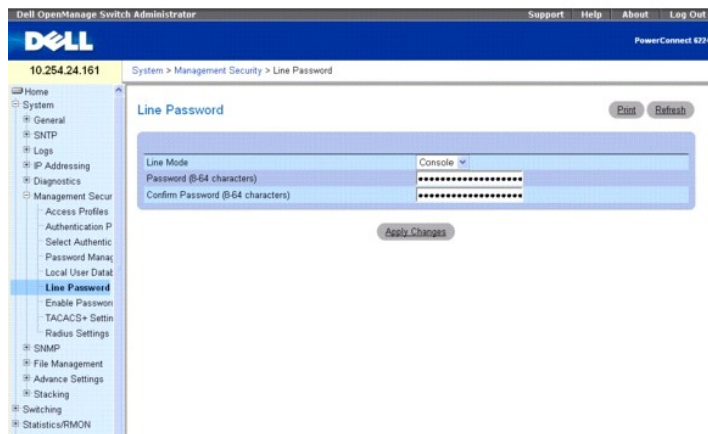 Dell OpenManage Switch Administrator
Support Help About Log Out
DELL
PowerConnect 6224
10.254.24.161
System > Management Security > Line Password
Home
System
General
SNTP
Logs
IP Addressing
Diagnostics
Management Secur
Access Profiles
Authentication P
Select Authentic
Password Manag
Local User Datab
Line Password
Enable Passwor
TACACS+ Settin
Radius Settings
SNMP
File Management
Advance Settings
Stacking
Switching
Statistics/RMON
Line Password
Print Refresh
Line Mode Console
Password (8-64 characters)
Confirm Password (8-64 characters)
Apply Changes